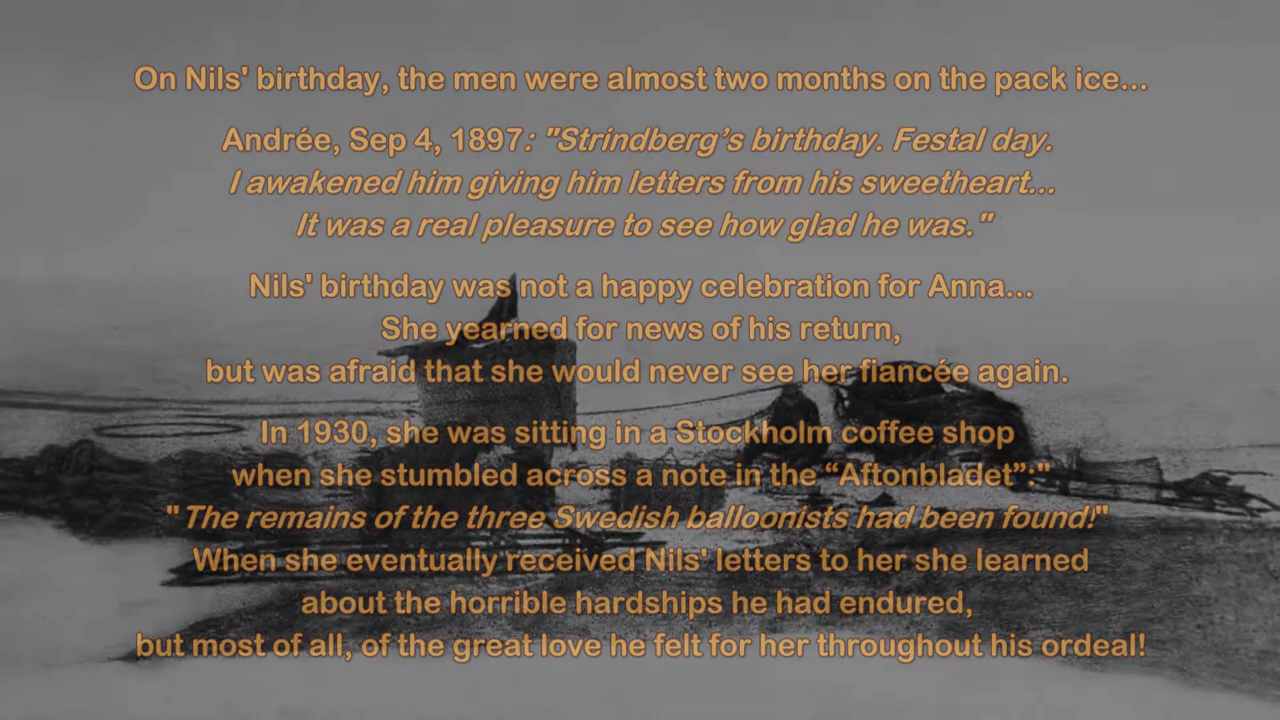 On Nils' birthday, the men were almost two months on the pack ice...
Andrée, Sep 4, 1897: "Strindberg’s birthday. Festal day.
I awakened him giving him letters from his sweetheart...
It was a real pleasure to see how glad he was."
Nils' birthday was not a happy celebration for Anna...
She yearned for news of his return,
but was afraid that she would never see her fiancée again.
In 1930, she was sitting in a Stockholm coffee shop
when she stumbled across a note in the “Aftonbladet”:"
"The remains of the three Swedish balloonists had been found!"
When she eventually received Nils' letters to her she learned
about the horrible hardships he had endured,
but most of all, of the great love he felt for her throughout his ordeal!